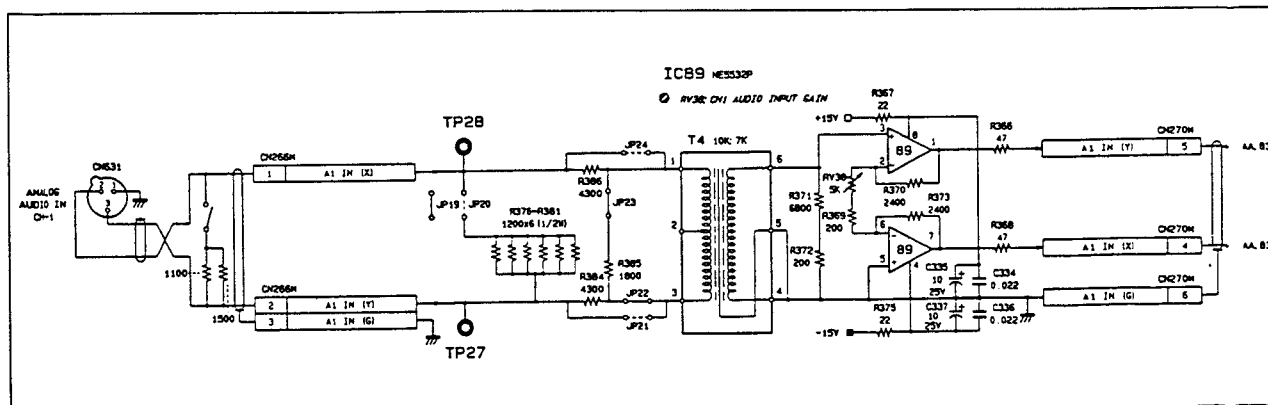 IC89 NE5532P
RV38: CH1 AUDIO INPUT GAIN
CN631
2 1
3
ANALOG
AUDIO IN
CH-1
1100
1500
CN266M
1 A1 IN (X)
CN266M
2 A1 IN (Y)
3 A1 IN (G)
TP28
TP27
JP19
JP20
R376-R381
1200x6 (1/2W)
JP24
R386
4300
JP23
R385
1800
R384
4300
JP22
JP21
T4 10K: 7K
1
2
3
6
5
4
R371
6800
R372
200
+15V
R367
22
3
8
1
2
89
RV38
5K
R369
200
R370
2400
R373
2400
6
7
5
4
89
R375
22
-15V
C335
10
25V
C334
0.022
C337
10
25V
C336
0.022
R366
47
R368
47
CN270M
A1 IN (Y) 5
CN270M
A1 IN (X) 4
CN270M
A1 IN (G) 6